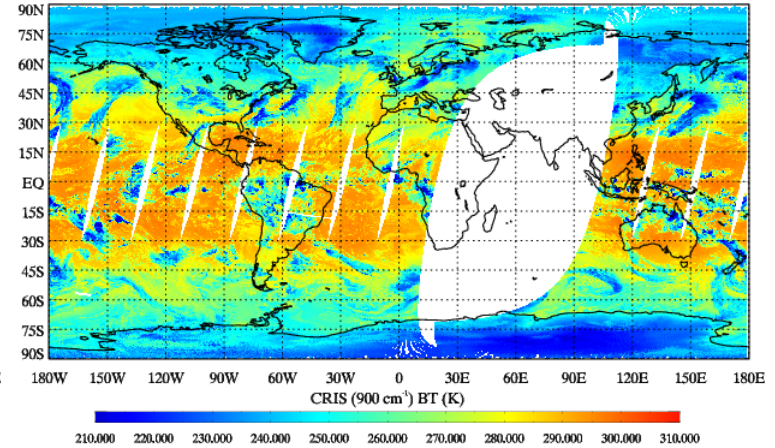 90N
75N
60N
45N
30N
15N
EQ
15S
30S
45S
60S
75S
90S
E 180W 150W 120W 90W 60W 30W 0 30E 60E 90E 120E 150E 180E
CRIS (900 cm⁻¹) BT (K)
210.000 220.000 230.000 240.000 250.000 260.000 270.000 280.000 290.000 300.000 310.000